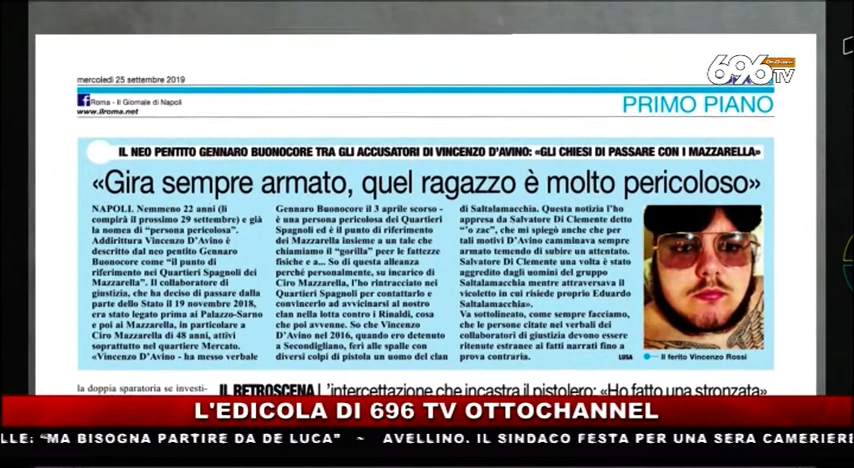 mercoledì 25 settembre 2019
696
OttoChannel
TV
Roma - Il Giornale di Napoli
www.ilroma.net
PRIMO PIANO
IL NEO PENTITO GENNARO BUONOCORE TRA GLI ACCUSATORI DI VINCENZO D'AVINO: «GLI CHIESI DI PASSARE CON I MAZZARELLA»
«Gira sempre armato, quel ragazzo è molto pericoloso»
NAPOLI. Nemmeno 22 anni (li
compirà il prossimo 29 settembre) e già
la nomea di “persona pericolosa”.
Addirittura Vincenzo D'Avino è
descritto dal neo pentito Gennaro
Buonocore come “il punto di
riferimento nei Quartieri Spagnoli dei
Mazzarella”. Il collaboratore di
giustizia, che ha deciso di passare dalla
parte dello Stato il 19 novembre 2018,
era stato legato prima ai Palazzo-Sarno
e poi ai Mazzarella, in particolare a
Ciro Mazzarella di 48 anni, attivi
soprattutto nel quartiere Mercato.
«Vincenzo D'Avino - ha messo verbale
Gennaro Buonocore il 3 aprile scorso -
è una persona pericolosa dei Quartieri
Spagnoli ed è il punto di riferimento
dei Mazzarella insieme a un tale che
chiamiamo il “gorilla” per le fattezze
fisiche e a... So di questa alleanza
perché personalmente, su incarico di
Ciro Mazzarella, l'ho rintracciato nei
Quartieri Spagnoli per contattarlo e
convincerlo ad avvicinarsi al nostro
clan nella lotta contro i Rinaldi, cosa
che poi avvenne. So che Vincenzo
D'Avino nel 2016, quando ero detenuto
a Secondigliano, ferì alle spalle con
diversi colpi di pistola un uomo del clan
di Saltalamacchia. Questa notizia l'ho
appresa da Salvatore Di Clemente detto
“'o zac”, che mi spiegò anche che per
tali motivi D'Avino camminava sempre
armato temendo di subire un attentato.
Salvatore Di Clemente una volta è stato
aggredito dagli uomini del gruppo
Saltalamacchia mentre attraversava il
vicoletto in cui risiede proprio Eduardo
Saltalamacchia».
Va sottolineato, come sempre facciamo,
che le persone citate nei verbali dei
collaboratori di giustizia devono essere
ritenute estranee ai fatti narrati fino a
prova contraria.
LUSA
Il ferito Vincenzo Rossi
la doppia sparatoria se investi-
IL RETROSCENA L'intercettazione che incastra il pistolero: «Ho fatto una stronzata»
L'EDICOLA DI 696 TV OTTOCHANNEL
LLE: “MA BISOGNA PARTIRE DA DE LUCA” ~ AVELLINO. IL SINDACO FESTA PER UNA SERA CAMERIERE